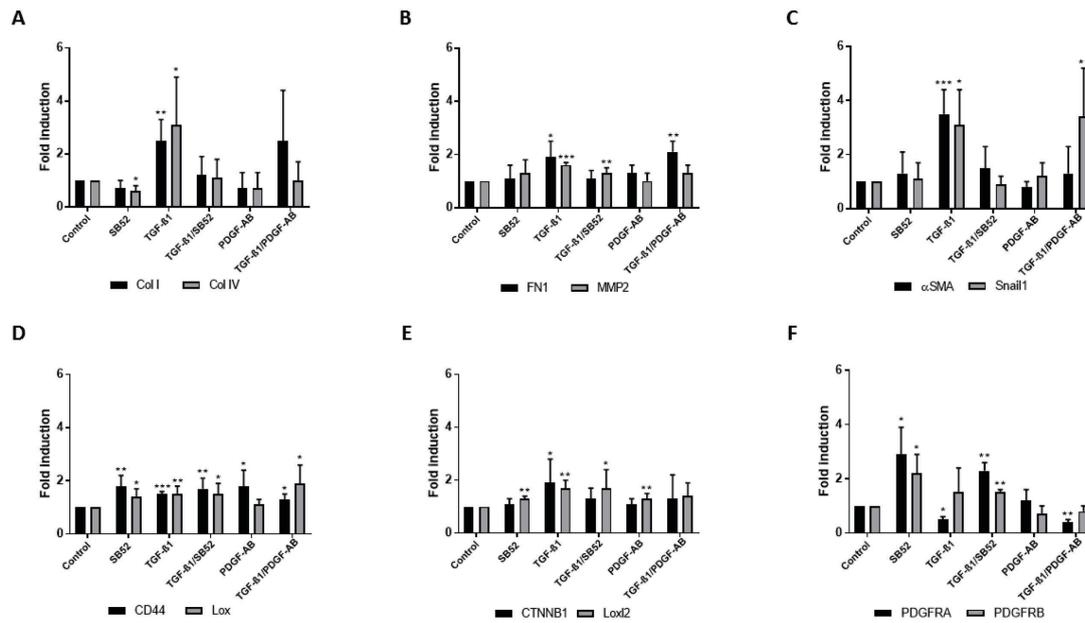 A
Fold induction
6
4
2
0
** *
*
Control
SB52
TGF-ß1
TGF-ß1/SB52
PDGF-AB
TGF-ß1/PDGF-AB
Col I Col IV
B
Fold induction
6
4
2
0
* *** ** **
Control
SB52
TGF-ß1
TGF-ß1/SB52
PDGF-AB
TGF-ß1/PDGF-AB
FN1 MMP2
C
Fold induction
6
4
2
0
*** * *
Control
SB52
TGF-ß1
TGF-ß1/SB52
PDGF-AB
TGF-ß1/PDGF-AB
αSMA Snail1
D
Fold induction
6
4
2
0
** * *** ** ** * * * *
Control
SB52
TGF-ß1
TGF-ß1/SB52
PDGF-AB
TGF-ß1/PDGF-AB
CD44 Lox
E
Fold induction
6
4
2
0
** * ** * **
Control
SB52
TGF-ß1
TGF-ß1/SB52
PDGF-AB
TGF-ß1/PDGF-AB
CTNNB1 Loxl2
F
Fold induction
6
4
2
0
* * * ** ** **
Control
SB52
TGF-ß1
TGF-ß1/SB52
PDGF-AB
TGF-ß1/PDGF-AB
PDGFRA PDGFRB